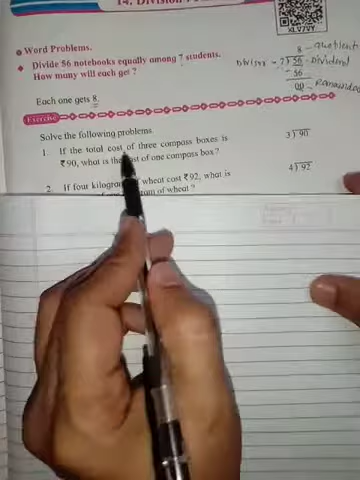 14. Division
XLV7VY
Word Problems.
Divide 56 notebooks equally among 7 students.
How many will each get ?
8 - quotient
Divisor - 7)56 - Dividend
- 56
00 - Remainder
Each one gets 8.
Exercise
Solve the following problems.
1. If the total cost of three compass boxes is
₹90, what is the cost of one compass box?
3)90
2. If four kilograms of wheat cost ₹92, what is
of wheat ?
4)92